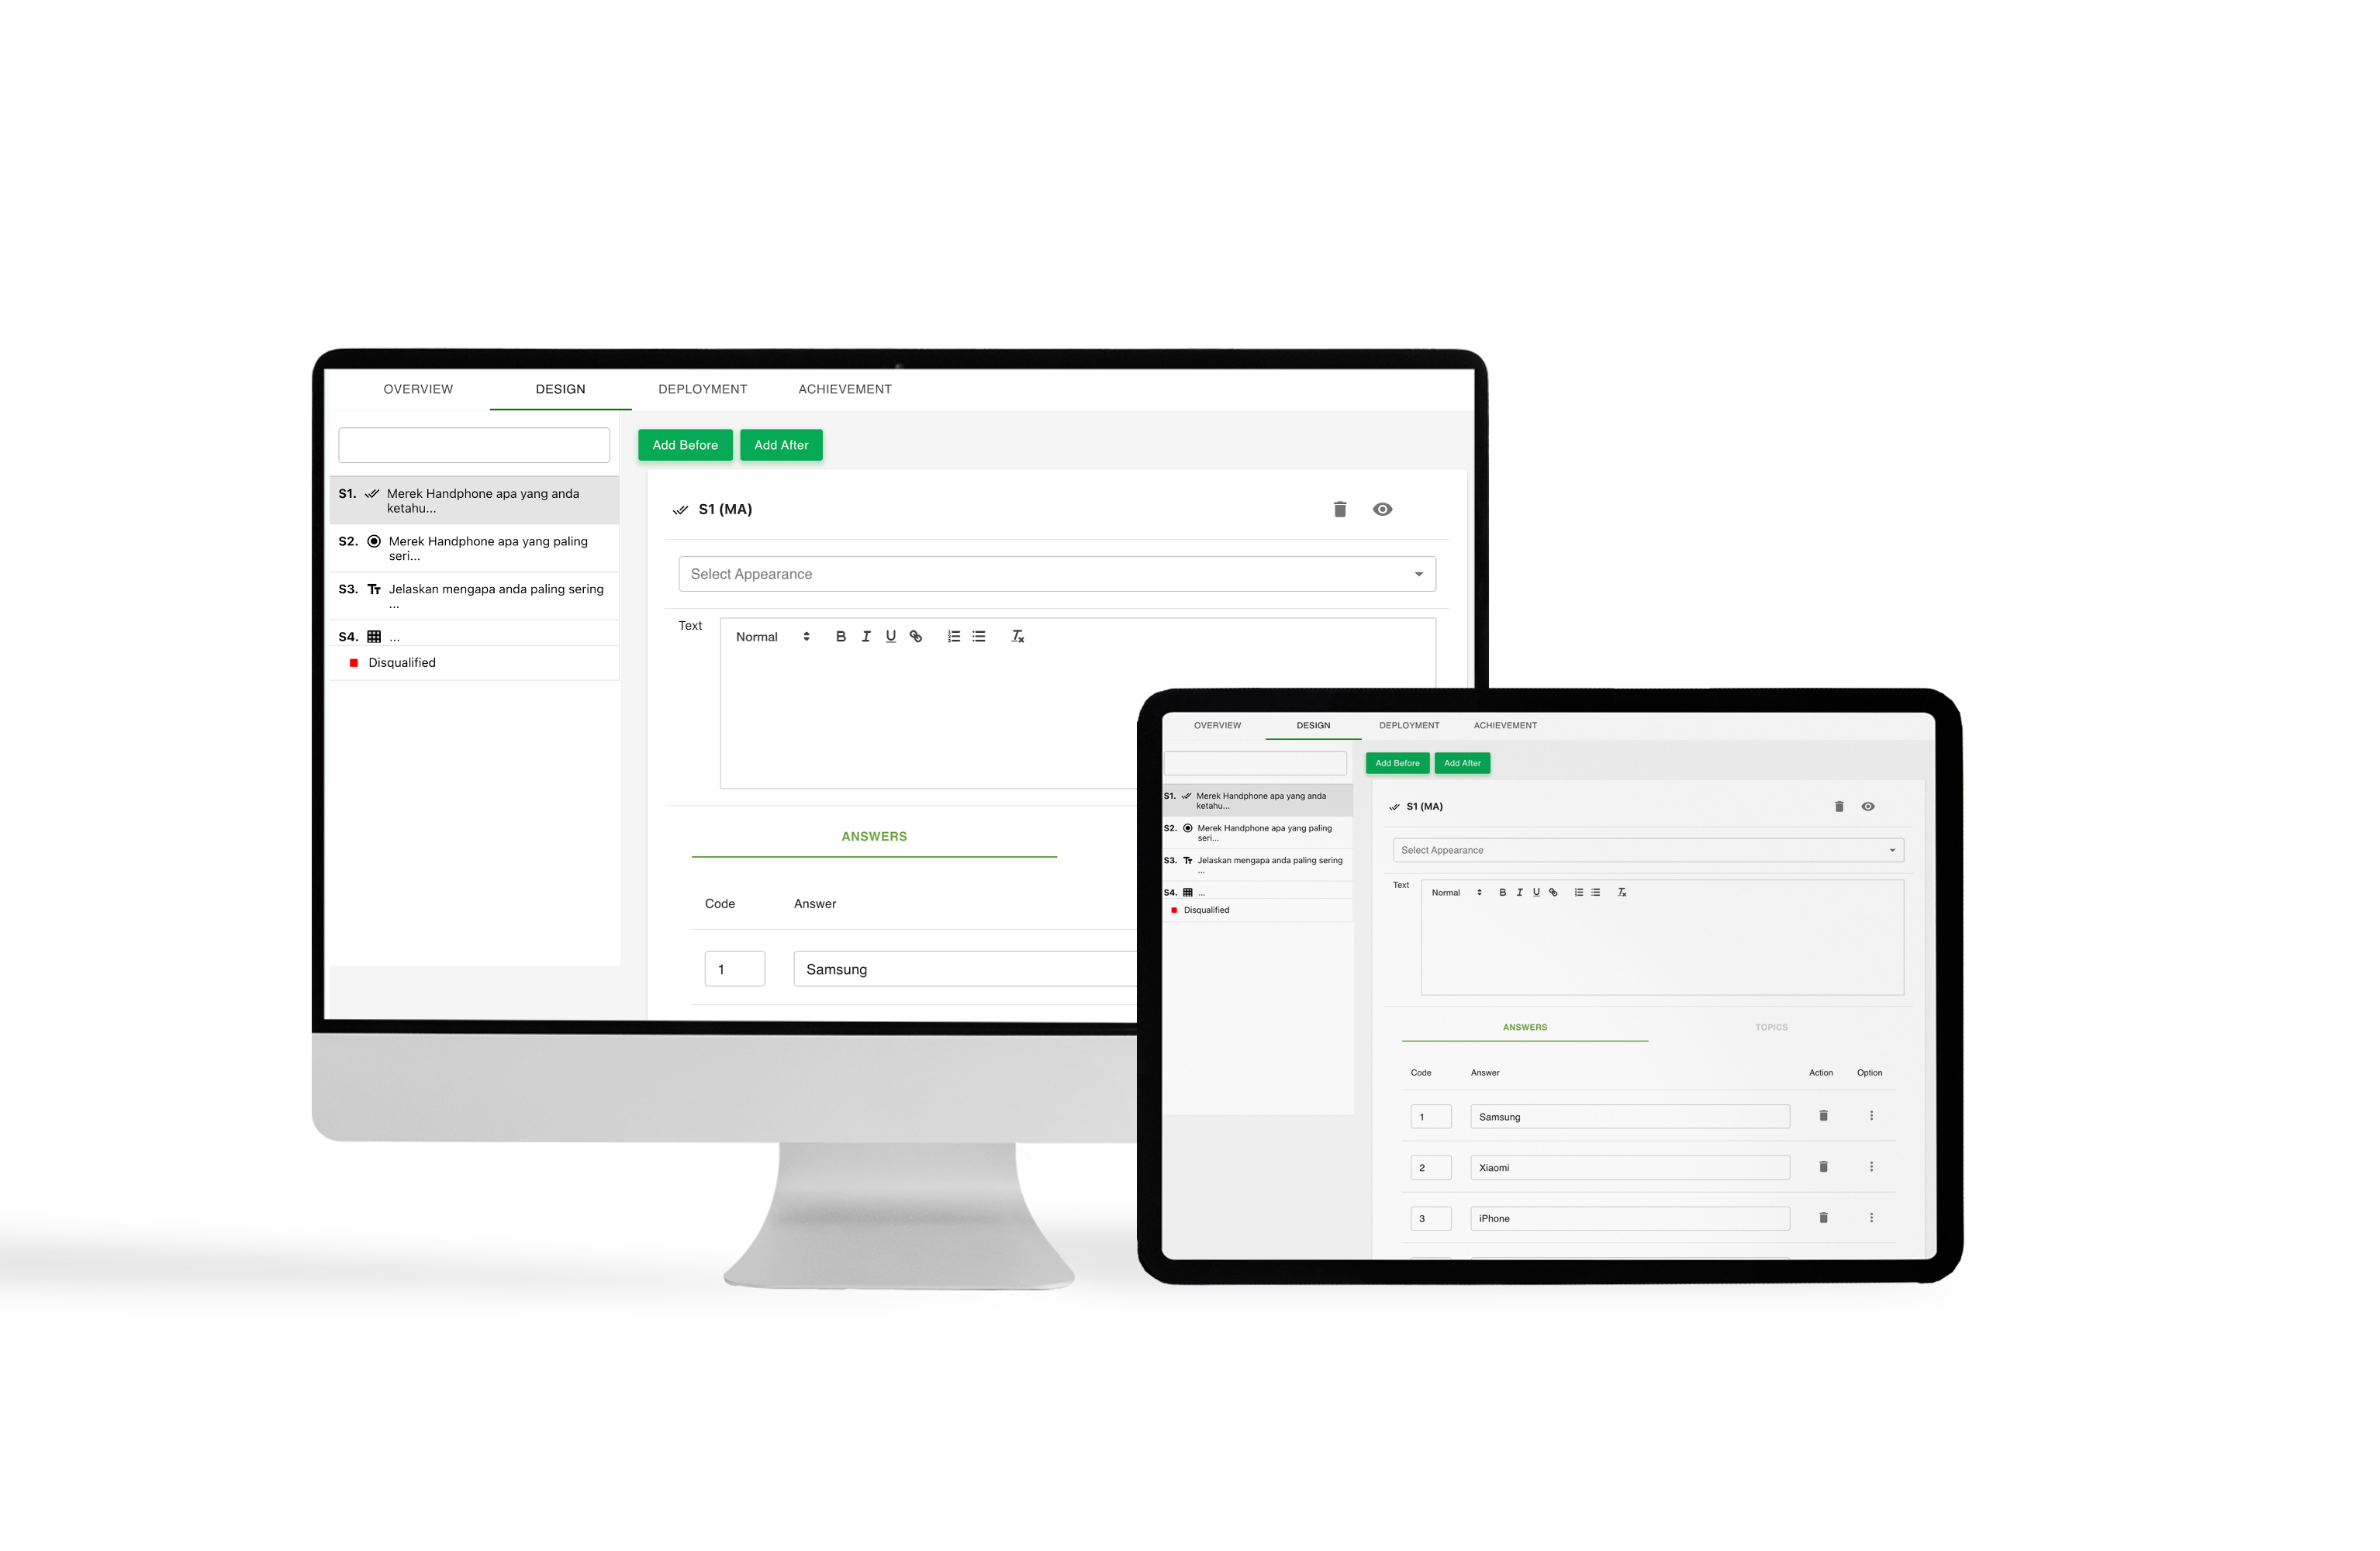 OVERVIEW DESIGN DEPLOYMENT ACHIEVEMENT
Add Before Add After
S1. Merek Handphone apa yang anda
ketahu...
S2. Merek Handphone apa yang paling
seri...
S3. Jelaskan mengapa anda paling sering
...
S4. ...
Disqualified
S1 (MA)
Select Appearance
Text
Normal B I U
ANSWERS
Code Answer
1 Samsung
OVERVIEW DESIGN DEPLOYMENT ACHIEVEMENT
Add Before Add After
S1. Merek Handphone apa yang anda
ketahu...
S2. Merek Handphone apa yang paling
seri...
S3. Jelaskan mengapa anda paling sering
...
S4. ...
Disqualified
S1 (MA)
Select Appearance
Text
Normal B I U
ANSWERS TOPICS
Code Answer Action Option
1 Samsung
2 Xiaomi
3 iPhone